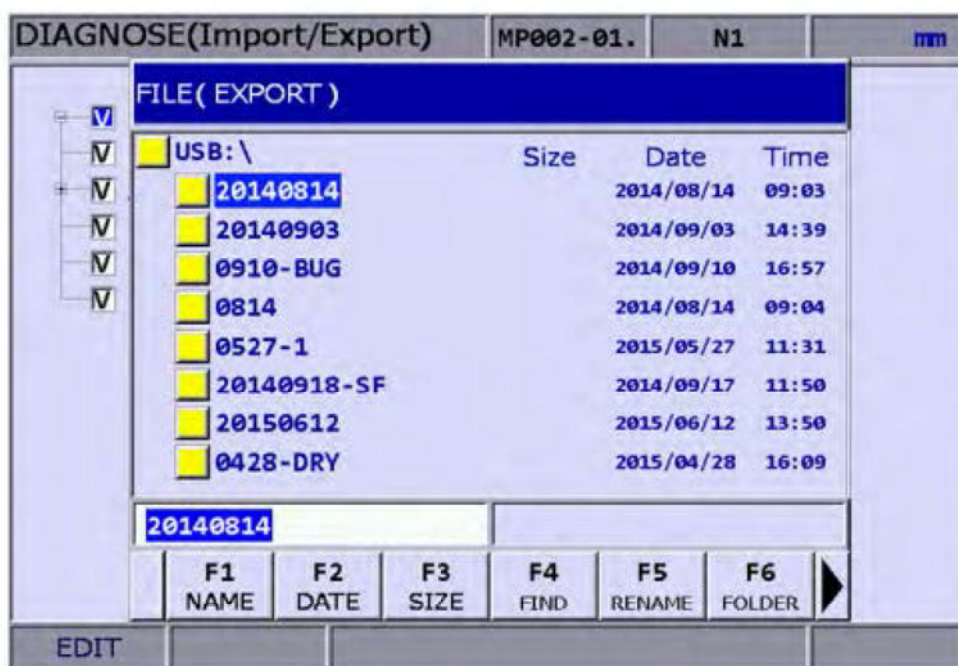 DIAGNOSE(Import/Export) MP002-01. N1 mm
FILE( EXPORT )
USB:\ Size Date Time
20140814 2014/08/14 09:03
20140903 2014/09/03 14:39
0910-BUG 2014/09/10 16:57
0814 2014/08/14 09:04
0527-1 2015/05/27 11:31
20140918-SF 2014/09/17 11:50
20150612 2015/06/12 13:50
0428-DRY 2015/04/28 16:09
20140814
F1 F2 F3 F4 F5 F6
NAME DATE SIZE FIND RENAME FOLDER
EDIT